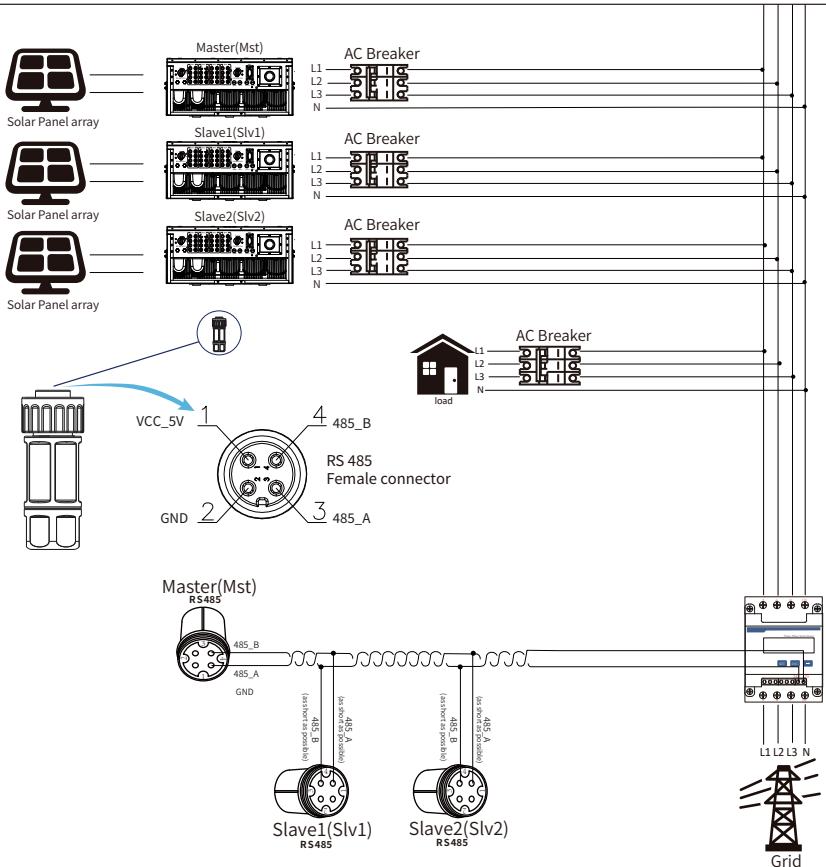 Master(Mst)
AC Breaker
L1
L2
L3
N
Solar Panel array
Slave1(Slv1)
AC Breaker
L1
L2
L3
N
Solar Panel array
Slave2(Slv2)
AC Breaker
L1
L2
L3
N
Solar Panel array
AC Breaker
L1
L2
L3
N
load
VCC_5V 1
4 485_B
1 4
2 3
RS 485
Female connector
GND 2
3 485_A
Master(Mst)
RS485
485_B
485_A
GND
485_B
(as short as possible)
485_A
(as short as possible)
485_B
(as short as possible)
485_A
(as short as possible)
Slave1(Slv1)
RS485
Slave2(Slv2)
RS485
L1 L2 L3 N
Grid